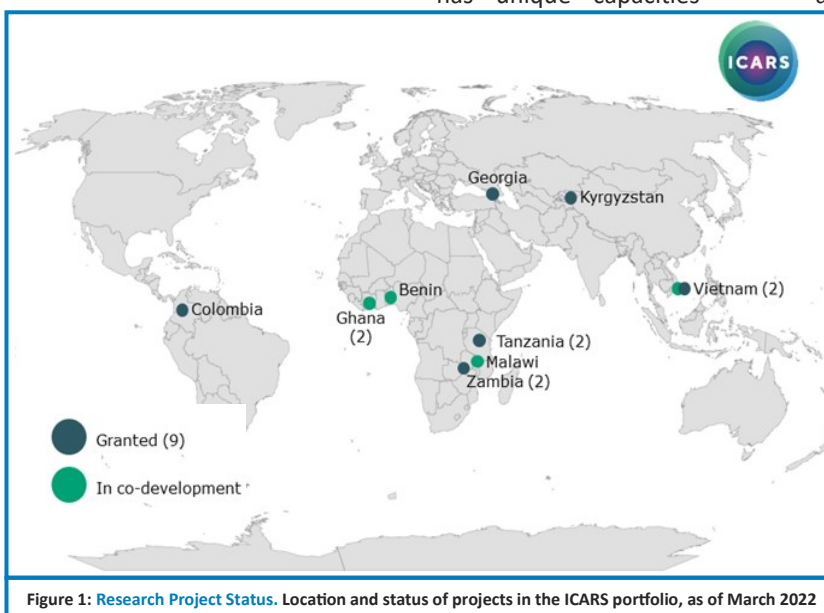 ICARS
Georgia
Kyrgyzstan
Vietnam (2)
Benin
Colombia
Ghana
(2)
Tanzania (2)
Malawi
Zambia (2)
Granted (9)
In co-development
Figure 1: Research Project Status. Location and status of projects in the ICARS portfolio, as of March 2022